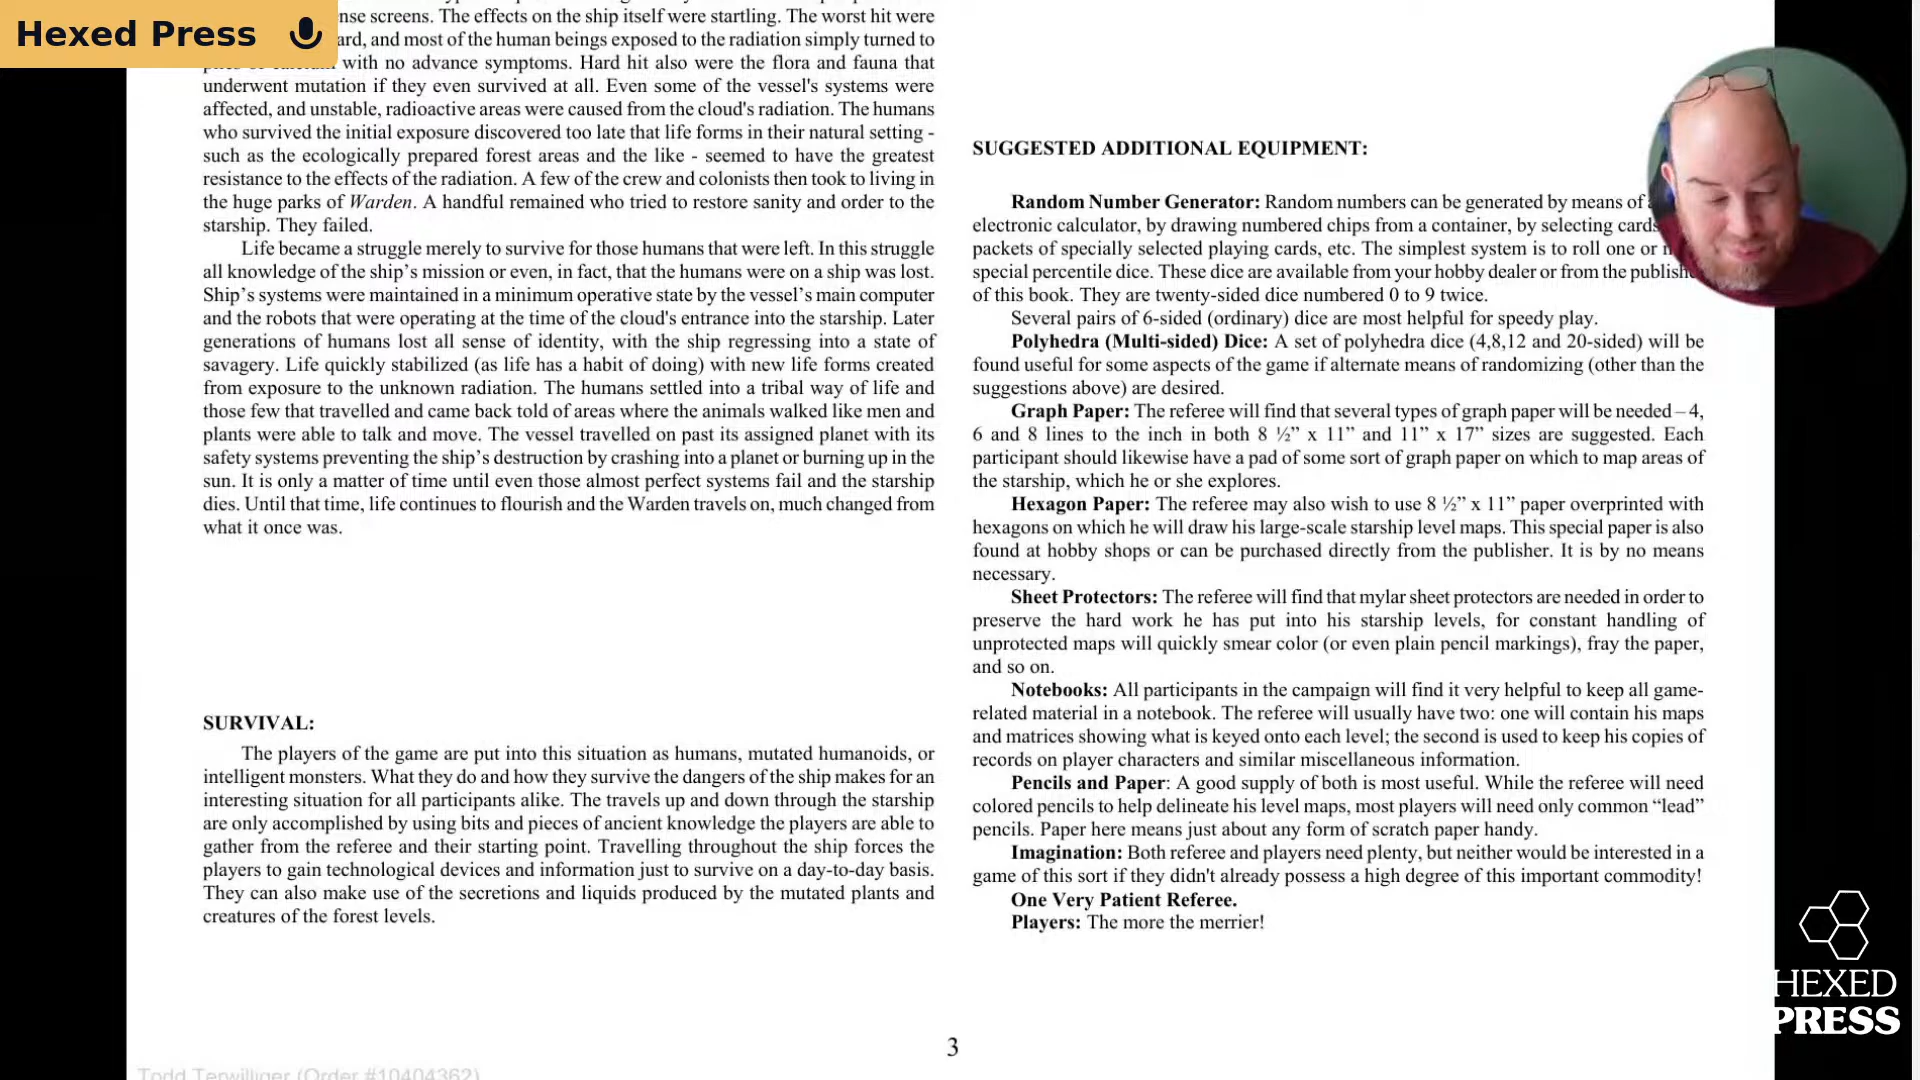 Hexed Press
ense screens. The effects on the ship itself were startling. The worst hit were
ard, and most of the human beings exposed to the radiation simply turned to
with no advance symptoms. Hard hit also were the flora and fauna that
underwent mutation if they even survived at all. Even some of the vessel's systems were
affected, and unstable, radioactive areas were caused from the cloud's radiation. The humans
who survived the initial exposure discovered too late that life forms in their natural setting -
such as the ecologically prepared forest areas and the like - seemed to have the greatest
resistance to the effects of the radiation. A few of the crew and colonists then took to living in
the huge parks of Warden. A handful remained who tried to restore sanity and order to the
starship. They failed.
Life became a struggle merely to survive for those humans that were left. In this struggle
all knowledge of the ship’s mission or even, in fact, that the humans were on a ship was lost.
Ship’s systems were maintained in a minimum operative state by the vessel’s main computer
and the robots that were operating at the time of the cloud's entrance into the starship. Later
generations of humans lost all sense of identity, with the ship regressing into a state of
savagery. Life quickly stabilized (as life has a habit of doing) with new life forms created
from exposure to the unknown radiation. The humans settled into a tribal way of life and
those few that travelled and came back told of areas where the animals walked like men and
plants were able to talk and move. The vessel travelled on past its assigned planet with its
safety systems preventing the ship’s destruction by crashing into a planet or burning up in the
sun. It is only a matter of time until even those almost perfect systems fail and the starship
dies. Until that time, life continues to flourish and the Warden travels on, much changed from
what it once was.
SURVIVAL:
The players of the game are put into this situation as humans, mutated humanoids, or
intelligent monsters. What they do and how they survive the dangers of the ship makes for an
interesting situation for all participants alike. The travels up and down through the starship
are only accomplished by using bits and pieces of ancient knowledge the players are able to
gather from the referee and their starting point. Travelling throughout the ship forces the
players to gain technological devices and information just to survive on a day-to-day basis.
They can also make use of the secretions and liquids produced by the mutated plants and
creatures of the forest levels.
SUGGESTED ADDITIONAL EQUIPMENT:
Random Number Generator: Random numbers can be generated by means of
electronic calculator, by drawing numbered chips from a container, by selecting cards
packets of specially selected playing cards, etc. The simplest system is to roll one or
special percentile dice. These dice are available from your hobby dealer or from the publish
of this book. They are twenty-sided dice numbered 0 to 9 twice.
Several pairs of 6-sided (ordinary) dice are most helpful for speedy play.
Polyhedra (Multi-sided) Dice: A set of polyhedra dice (4,8,12 and 20-sided) will be
found useful for some aspects of the game if alternate means of randomizing (other than the
suggestions above) are desired.
Graph Paper: The referee will find that several types of graph paper will be needed – 4,
6 and 8 lines to the inch in both 8 ½” x 11” and 11” x 17” sizes are suggested. Each
participant should likewise have a pad of some sort of graph paper on which to map areas of
the starship, which he or she explores.
Hexagon Paper: The referee may also wish to use 8 ½” x 11” paper overprinted with
hexagons on which he will draw his large-scale starship level maps. This special paper is also
found at hobby shops or can be purchased directly from the publisher. It is by no means
necessary.
Sheet Protectors: The referee will find that mylar sheet protectors are needed in order to
preserve the hard work he has put into his starship levels, for constant handling of
unprotected maps will quickly smear color (or even plain pencil markings), fray the paper,
and so on.
Notebooks: All participants in the campaign will find it very helpful to keep all game-
related material in a notebook. The referee will usually have two: one will contain his maps
and matrices showing what is keyed onto each level; the second is used to keep his copies of
records on player characters and similar miscellaneous information.
Pencils and Paper: A good supply of both is most useful. While the referee will need
colored pencils to help delineate his level maps, most players will need only common “lead”
pencils. Paper here means just about any form of scratch paper handy.
Imagination: Both referee and players need plenty, but neither would be interested in a
game of this sort if they didn't already possess a high degree of this important commodity!
One Very Patient Referee.
Players: The more the merrier!
3
Todd Terwilliger (Order #10404362)
HEXED
PRESS